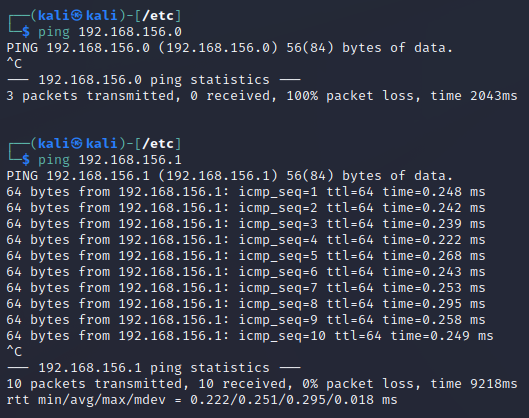 ┌──(kali㉿kali)-[/etc]
└─$ ping 192.168.156.0
PING 192.168.156.0 (192.168.156.0) 56(84) bytes of data.
^C
--- 192.168.156.0 ping statistics ---
3 packets transmitted, 0 received, 100% packet loss, time 2043ms
┌──(kali㉿kali)-[/etc]
└─$ ping 192.168.156.1
PING 192.168.156.1 (192.168.156.1) 56(84) bytes of data.
64 bytes from 192.168.156.1: icmp_seq=1 ttl=64 time=0.248 ms
64 bytes from 192.168.156.1: icmp_seq=2 ttl=64 time=0.242 ms
64 bytes from 192.168.156.1: icmp_seq=3 ttl=64 time=0.239 ms
64 bytes from 192.168.156.1: icmp_seq=4 ttl=64 time=0.222 ms
64 bytes from 192.168.156.1: icmp_seq=5 ttl=64 time=0.268 ms
64 bytes from 192.168.156.1: icmp_seq=6 ttl=64 time=0.243 ms
64 bytes from 192.168.156.1: icmp_seq=7 ttl=64 time=0.253 ms
64 bytes from 192.168.156.1: icmp_seq=8 ttl=64 time=0.295 ms
64 bytes from 192.168.156.1: icmp_seq=9 ttl=64 time=0.258 ms
64 bytes from 192.168.156.1: icmp_seq=10 ttl=64 time=0.249 ms
^C
--- 192.168.156.1 ping statistics ---
10 packets transmitted, 10 received, 0% packet loss, time 9218ms
rtt min/avg/max/mdev = 0.222/0.251/0.295/0.018 ms